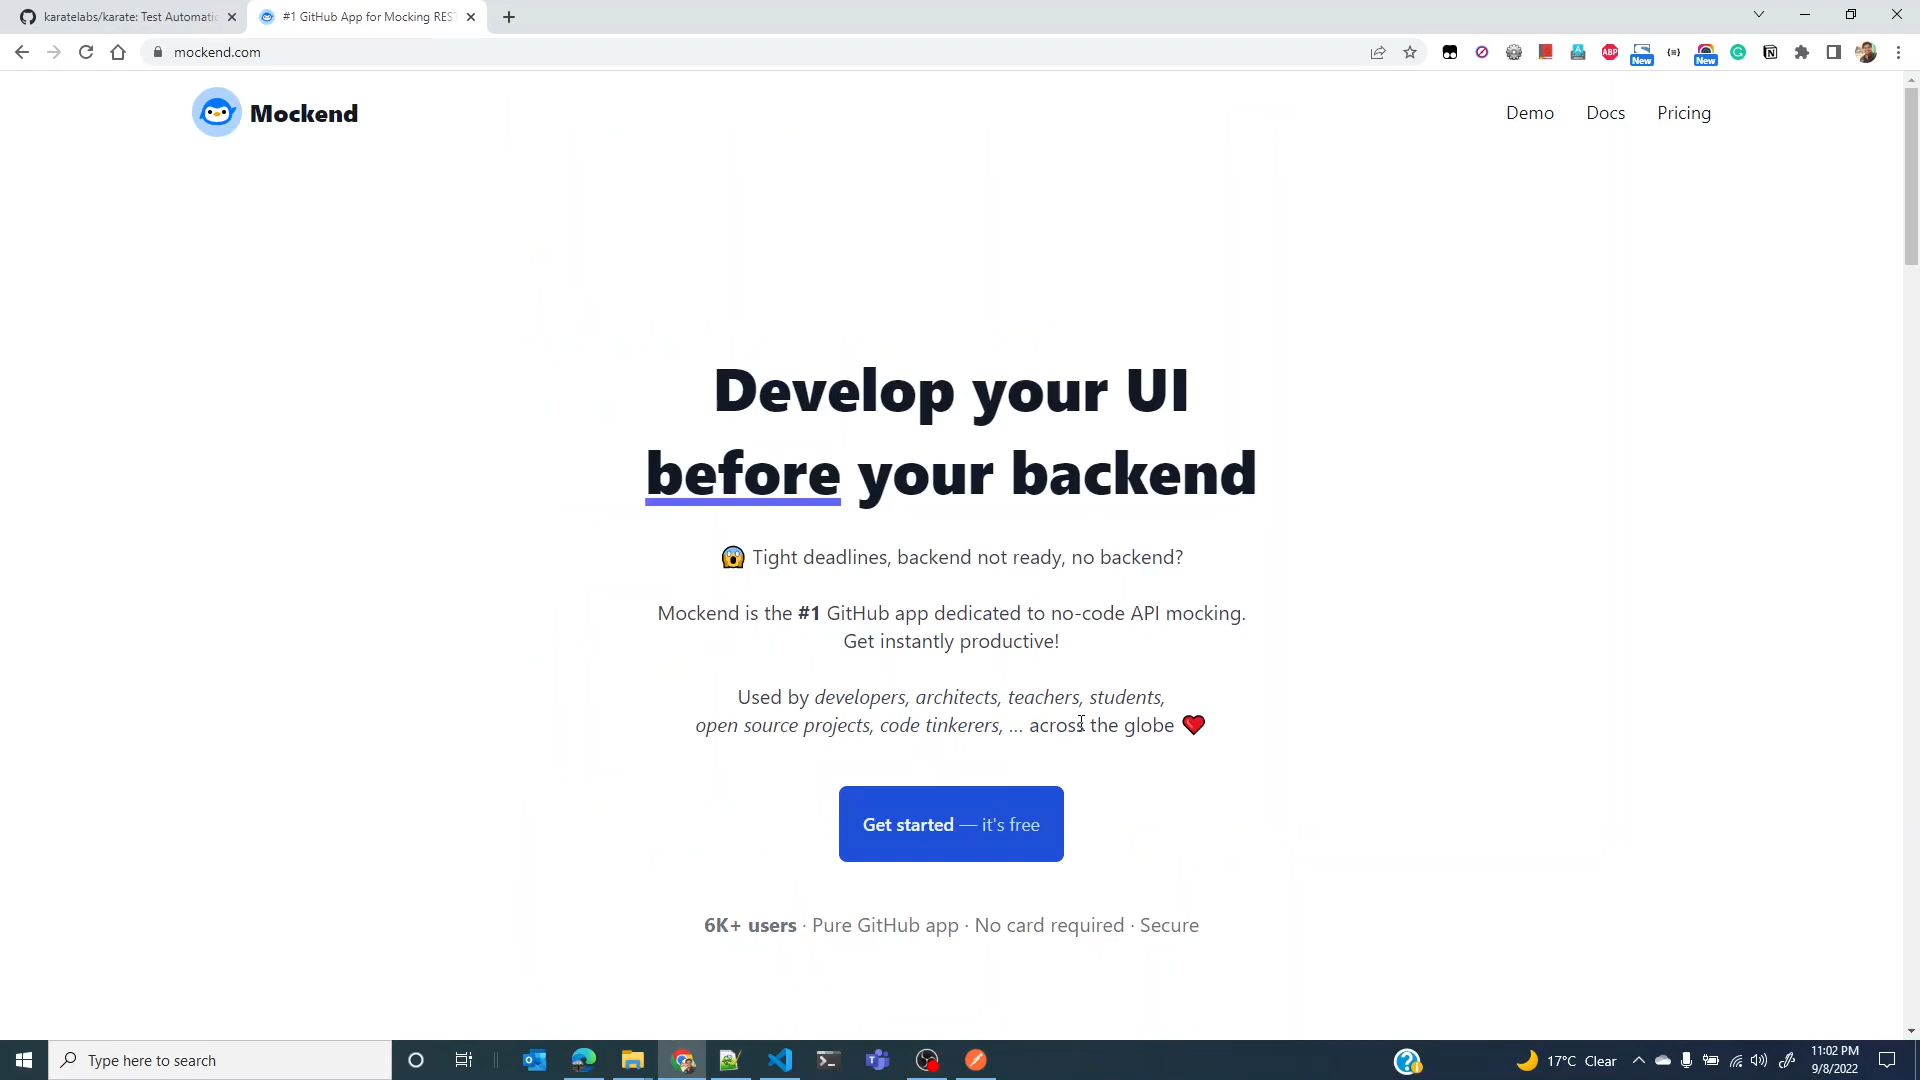 karatelabs/karate: Test Automatic
#1 GitHub App for Mocking REST
mockend.com
ABP
New
New
Mockend
Demo
Docs
Pricing
Develop your UI
before your backend
😱 Tight deadlines, backend not ready, no backend?
Mockend is the #1 GitHub app dedicated to no-code API mocking.
Get instantly productive!
Used by developers, architects, teachers, students,
open source projects, code tinkerers, ... across the globe ❤️
Get started — it's free
6K+ users · Pure GitHub app · No card required · Secure
Type here to search
17°C Clear
11:02 PM
9/8/2022